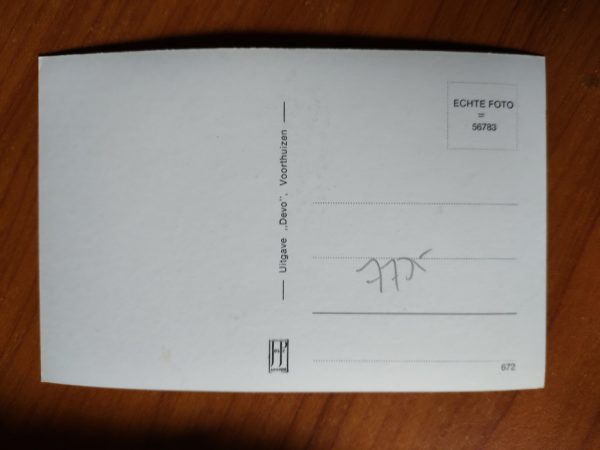 ECHTE FOTO
=
56783
Uitgave „Devo”, Voorthuizen
672